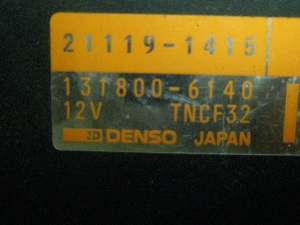 21119-1415
131800-6140
12V TNCF32
DENSO JAPAN